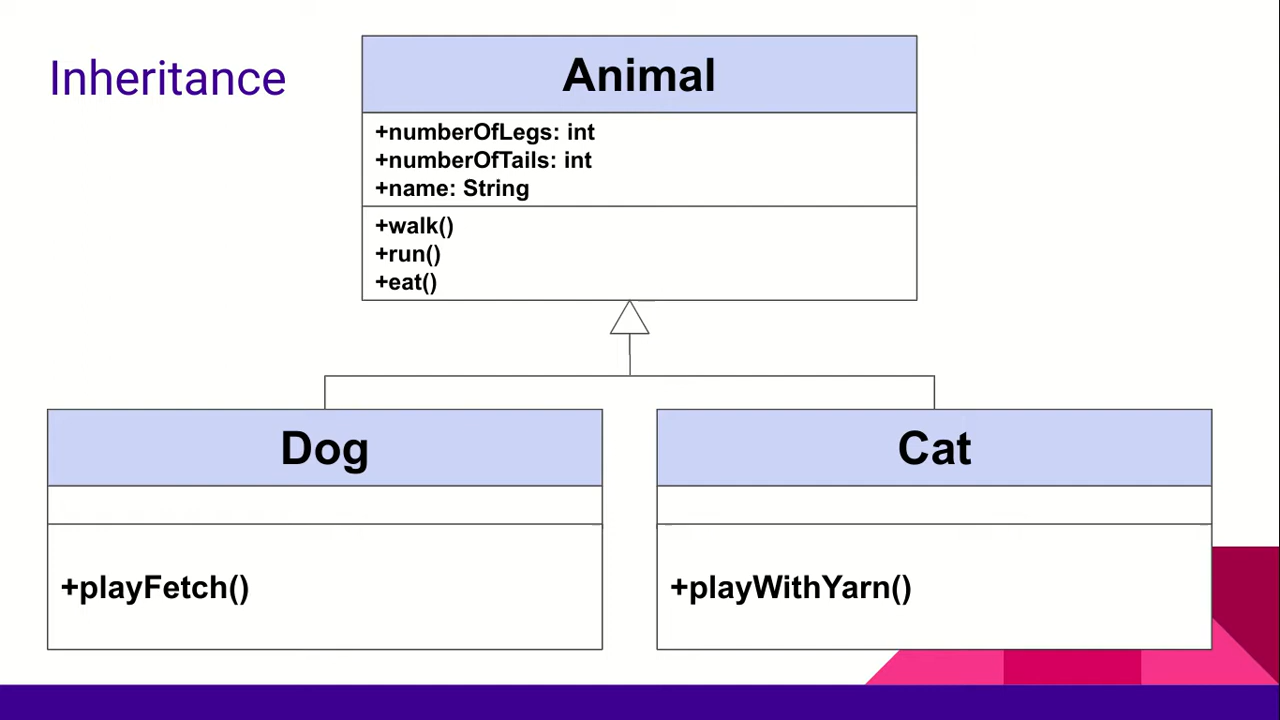 Inheritance
Animal
+numberOfLegs: int
+numberOfTails: int
+name: String
+walk()
+run()
+eat()
Dog
+playFetch()
Cat
+playWithYarn()